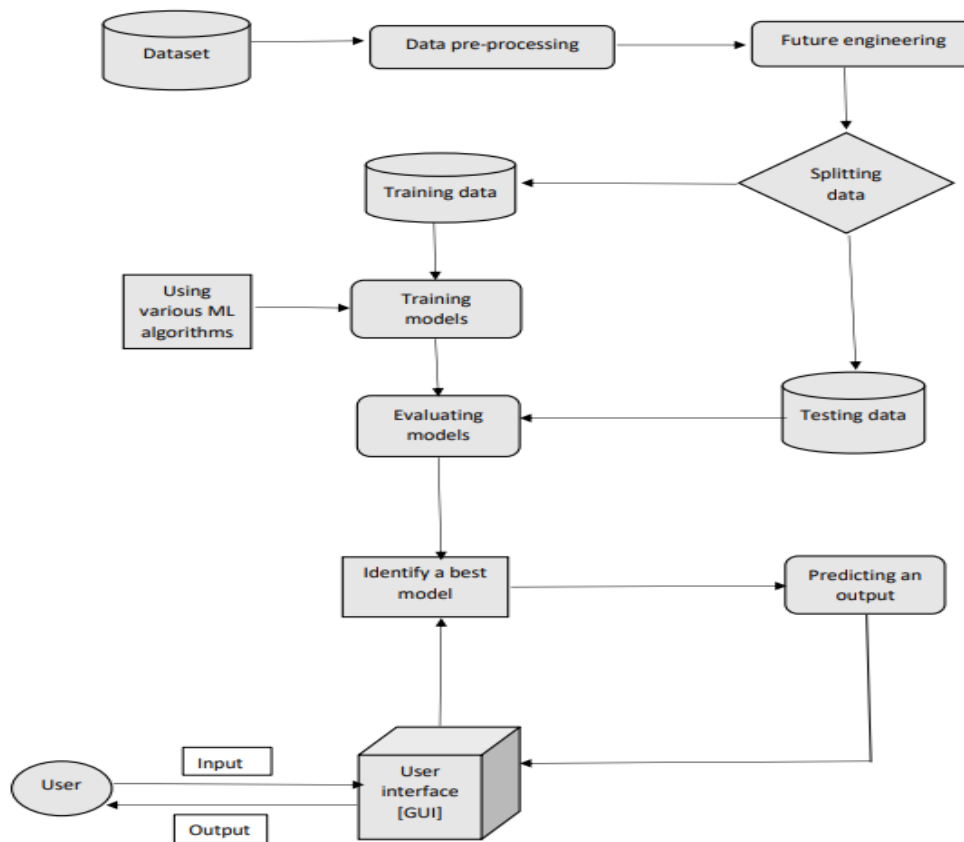 Dataset
Data pre-processing
Future engineering
Splitting
data
Training data
Using
various ML
algorithms
Training
models
Evaluating
models
Testing data
Identify a best
model
Predicting an
output
Input
User
User
interface
[GUI]
Output